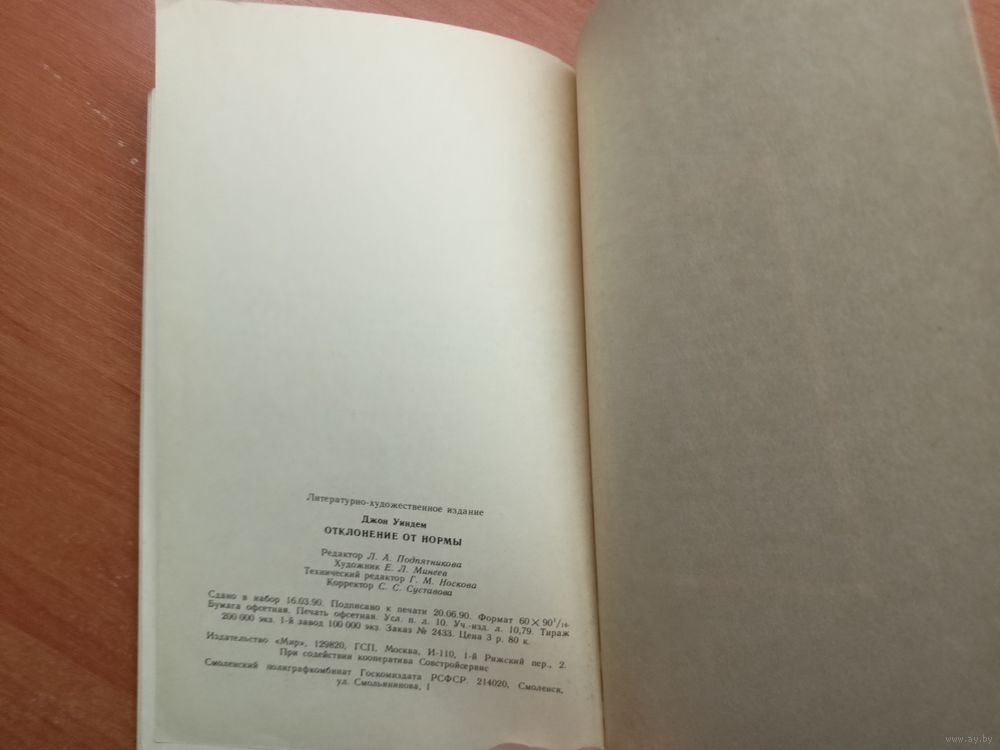 Литературно-художественное издание
Джон Уиндем
ОТКЛОНЕНИЕ ОТ НОРМЫ
Редактор Л. А. Подпятникова
Художник Е. Л. Минеев
Технический редактор Г. М. Носкова
Корректор С. С. Суставова
Сдано в набор 16.03.90. Подписано к печати 20.06.90. Формат 60 × 90¹/₁₆.
Бумага офсетная. Печать офсетная. Усл. п. л. 10. Уч.-изд. л. 10,79. Тираж
200 000 экз. 1-й завод 100 000 экз. Заказ № 2433. Цена 3 р. 80 к.
Издательство «Мир», 129820, ГСП, Москва, И-110, 1-й Рижский пер., 2.
При содействии кооператива Совстройсервис
Смоленский полиграфкомбинат Госкомиздата РСФСР. 214020, Смоленск,
ул. Смольянинова, 1
www.ay.by